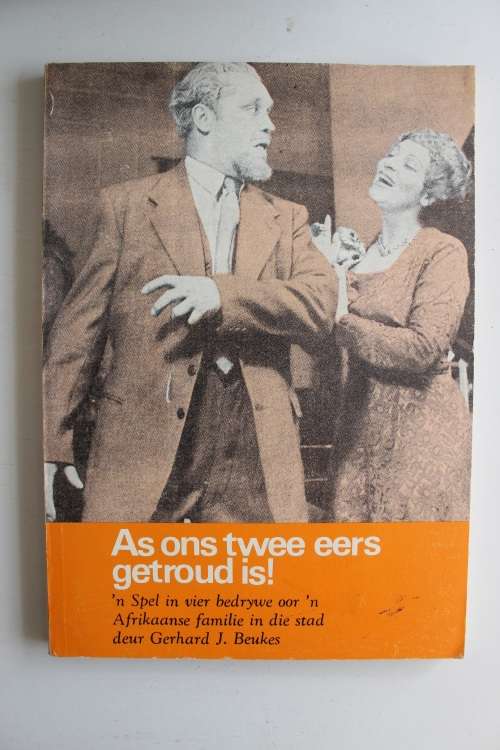 As ons twee eers
getroud is!
'n Spel in vier bedrywe oor 'n
Afrikaanse familie in die stad
deur Gerhard J. Beukes